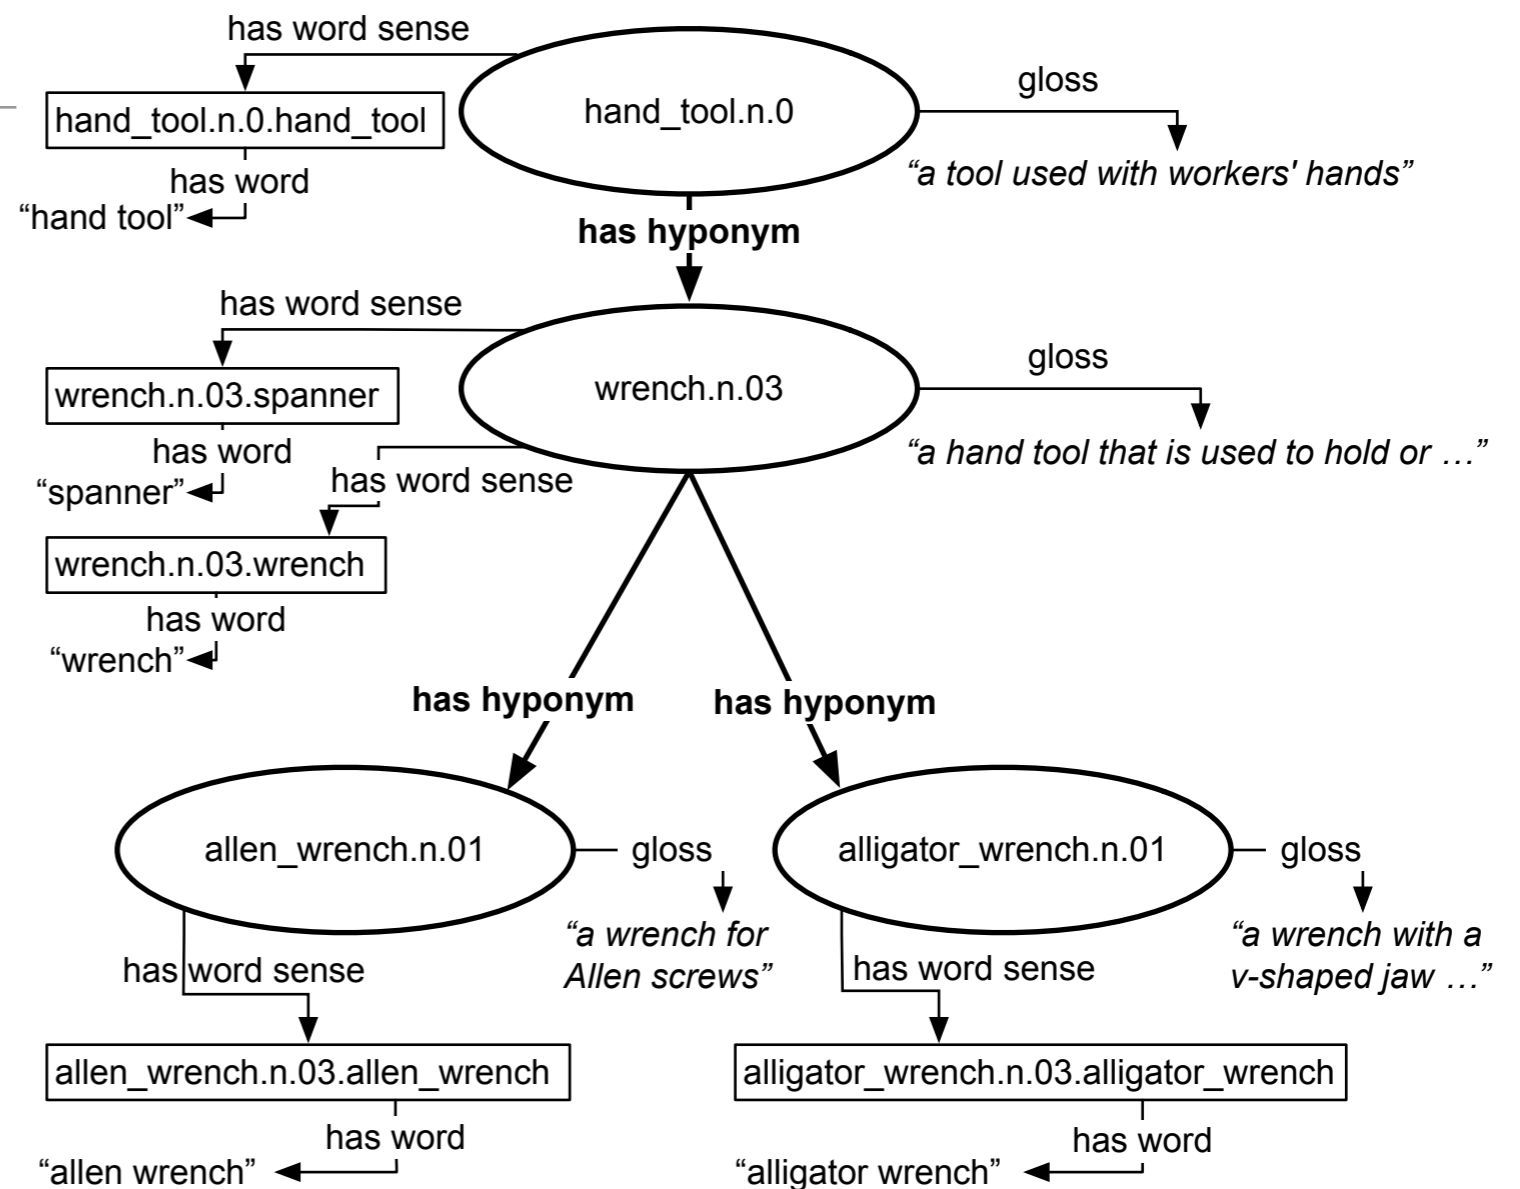 has word sense
hand_tool.n.0
gloss
hand_tool.n.0.hand_tool
has word
“hand tool”
“a tool used with workers' hands”
has hyponym
has word sense
wrench.n.03
gloss
wrench.n.03.spanner
has word
“spanner”
“a hand tool that is used to hold or …”
has word sense
wrench.n.03.wrench
has word
“wrench”
has hyponym
has hyponym
allen_wrench.n.01
gloss
“a wrench for
Allen screws”
alligator_wrench.n.01
gloss
“a wrench with a
v-shaped jaw …”
has word sense
has word sense
allen_wrench.n.03.allen_wrench
alligator_wrench.n.03.alligator_wrench
has word
“allen wrench”
has word
“alligator wrench”